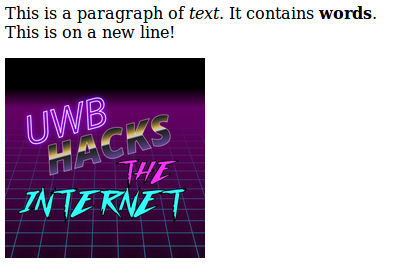 This is a paragraph of text. It contains words.
This is on a new line!
UWB
HACKS
THE
INTERNET